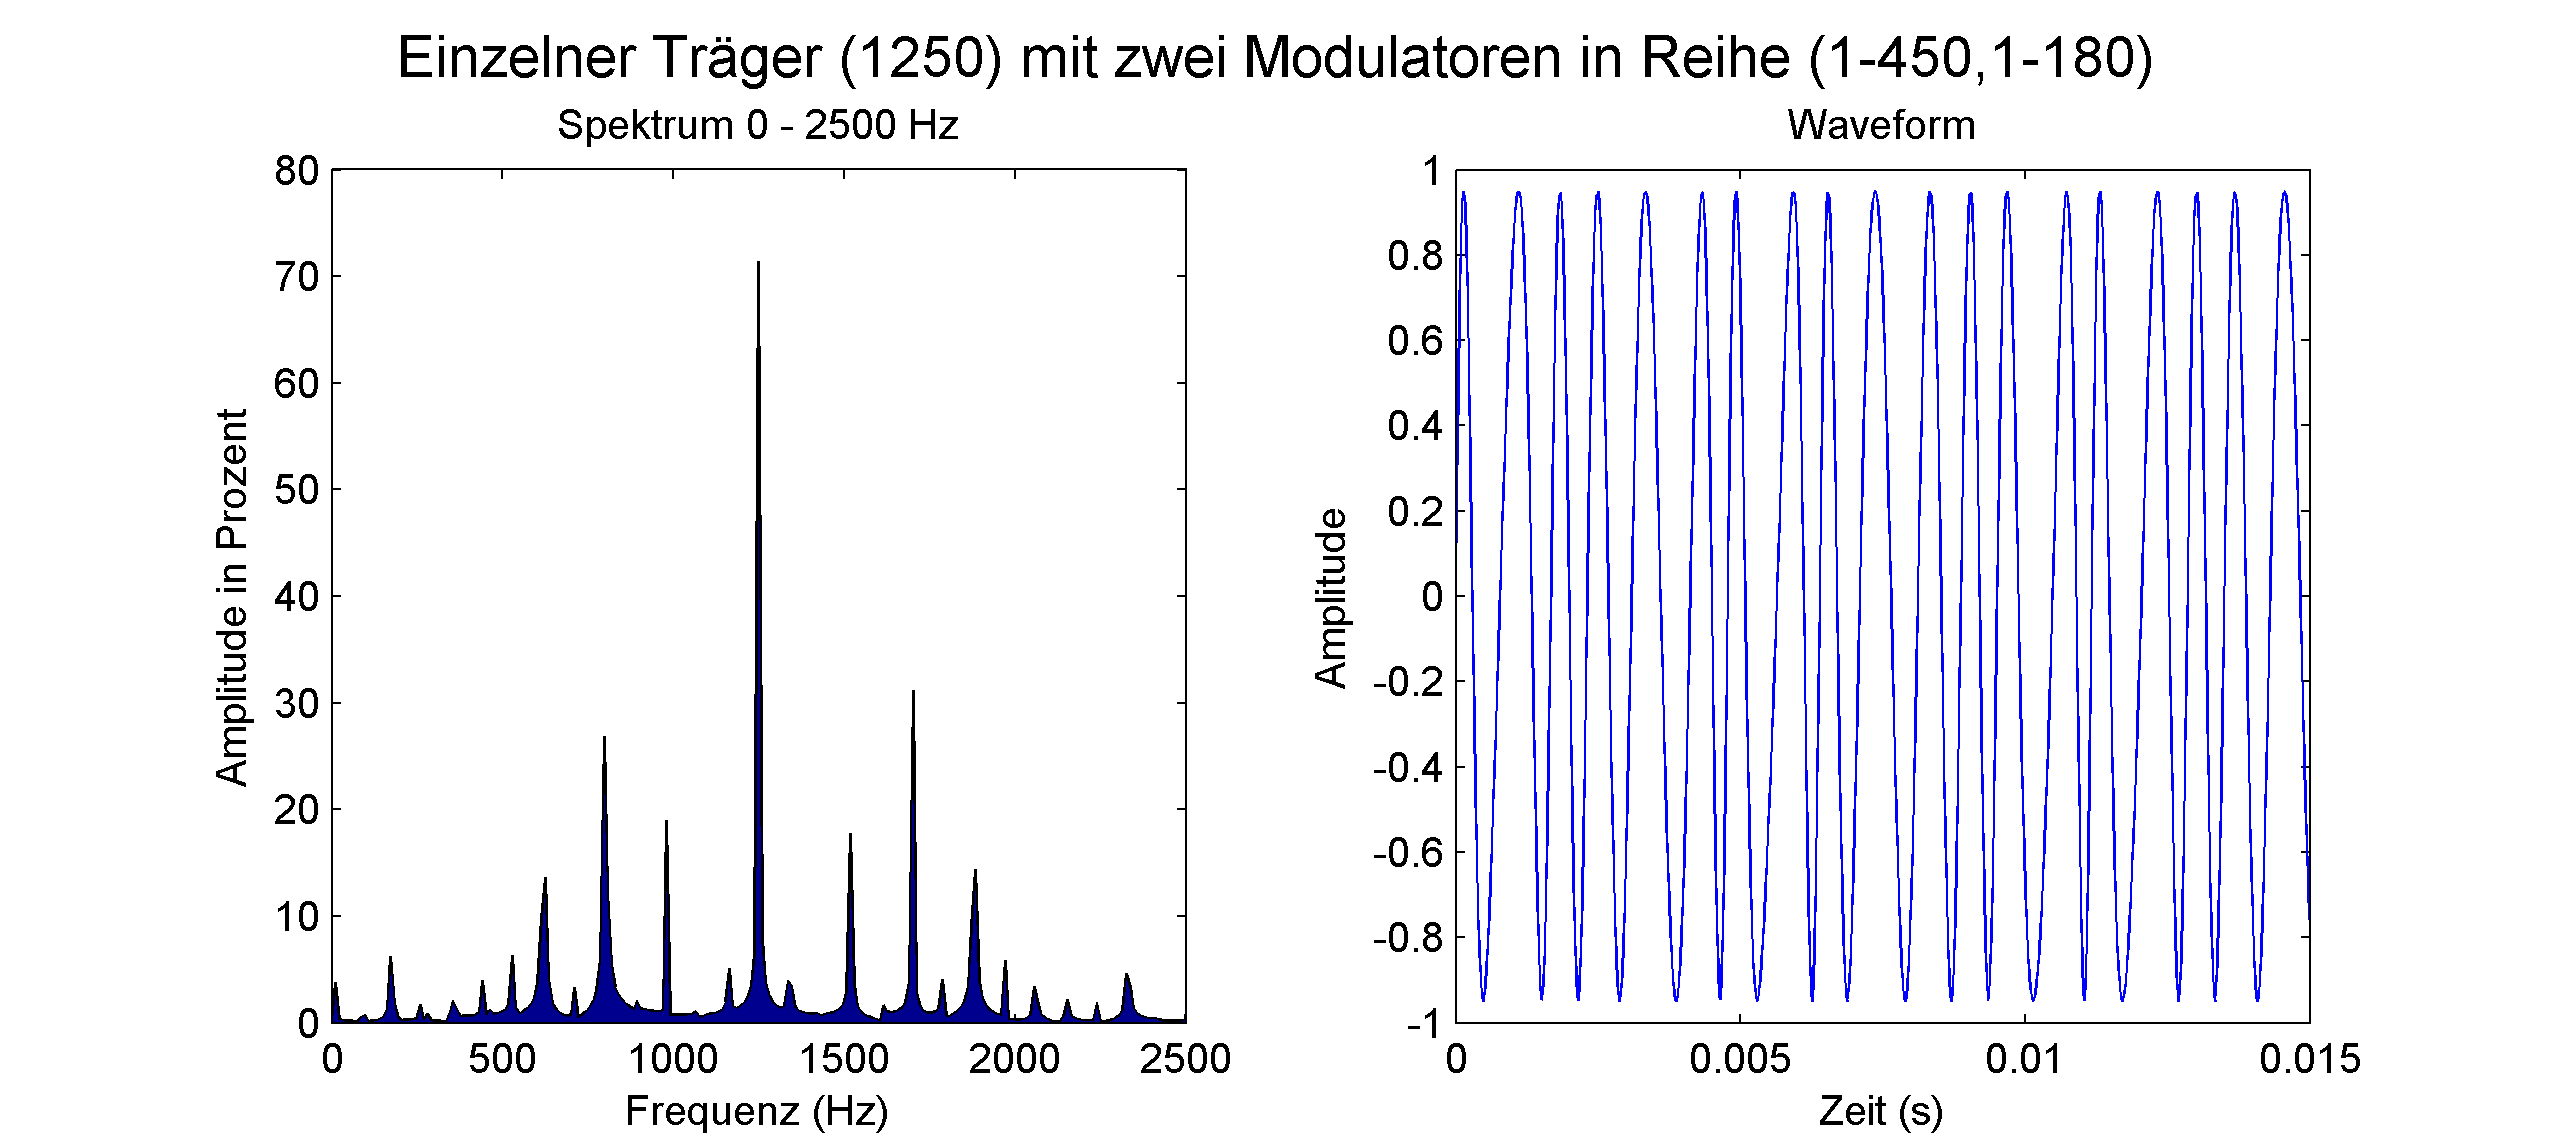 Einzelner Träger (1250) mit zwei Modulatoren in Reihe (1-450,1-180)
Spektrum 0 - 2500 Hz
80
70
60
50
40
30
20
10
0
Amplitude in Prozent
0 500 1000 1500 2000 2500
Frequenz (Hz)
Waveform
1
0.8
0.6
0.4
0.2
0
-0.2
-0.4
-0.6
-0.8
-1
Amplitude
0 0.005 0.01 0.015
Zeit (s)